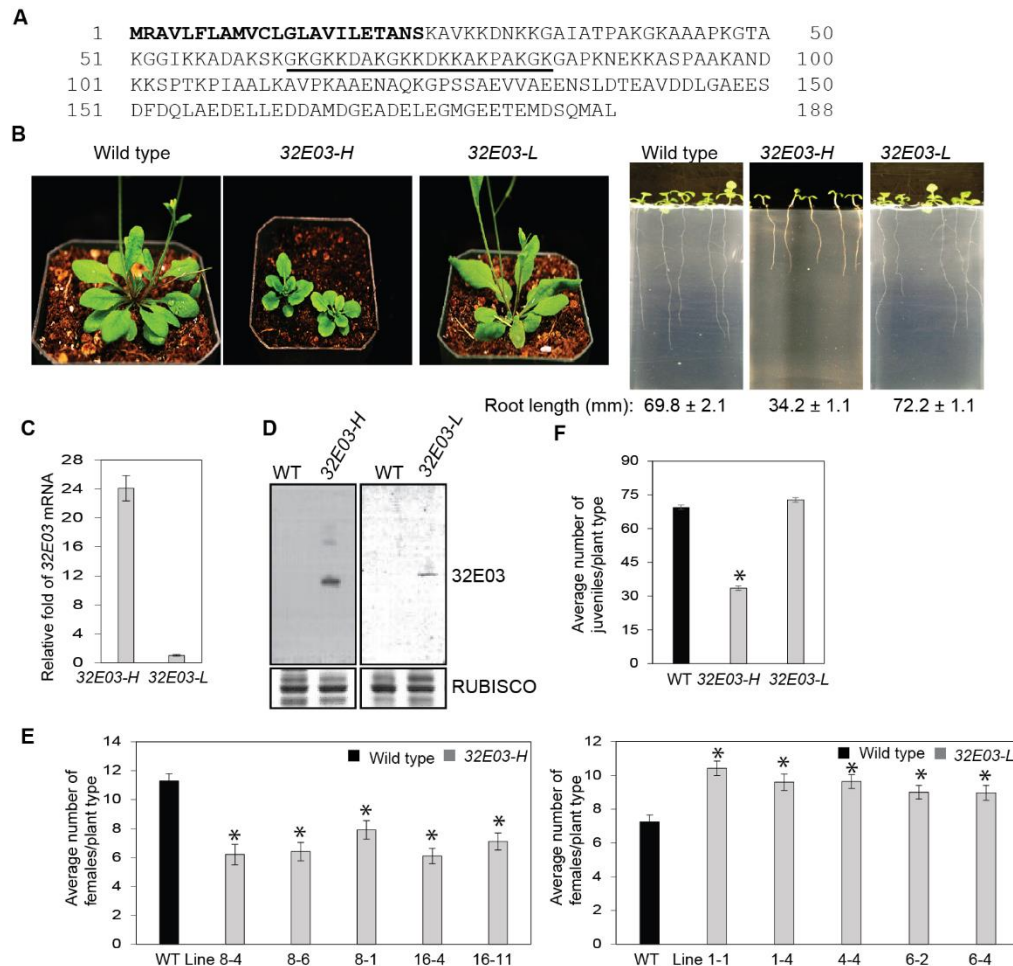 A
1 MRAVLFLAMVCLGLAVILETANSKAVKKDNKKGAIATPAKGKAAAPKGTA 50
51 KGGIKKADAKSKGKGKKDAKGKKDKKAKPAKGKGAPKNEKKASPAAKAND 100
101 KKSPTKPIAALKAVPKAAENAQKGPSSAEVVAEENSLDTEAVDDLGAEES 150
151 DFDQLAEDELLEDDAMDGEADELEGMGEETEMDSQMAL 188
B
Wild type 32E03-H 32E03-L Wild type 32E03-H 32E03-L
Root length (mm): 69.8 ± 2.1 34.2 ± 1.1 72.2 ± 1.1
C
Relative fold of 32E03 mRNA
28
24
20
16
12
8
4
0
32E03-H 32E03-L
D
WT 32E03-H WT 32E03-L
32E03
RUBISCO
F
Average number of
juveniles/plant type
90
75
60
45
30
15
0
*
WT 32E03-H 32E03-L
E
Average number of
females/plant type
14
12
10
8
6
4
2
0
Wild type 32E03-H
* * * * *
WT Line 8-4 8-6 8-1 16-4 16-11
Average number of
females/plant type
12
10
8
6
4
2
0
Wild type 32E03-L
* * * * *
WT Line 1-1 1-4 4-4 6-2 6-4